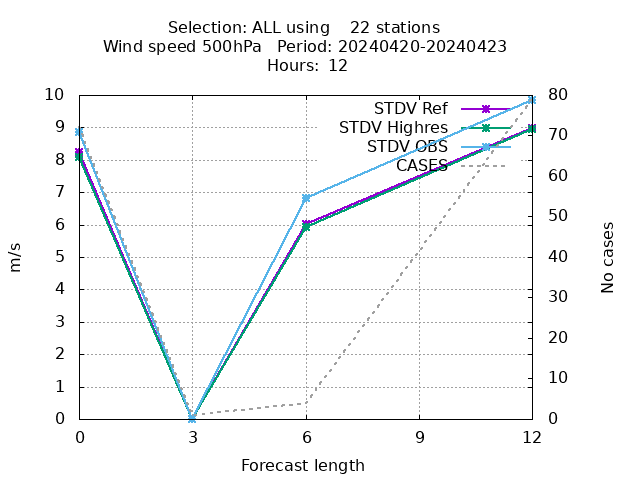 Selection: ALL using 22 stations
Wind speed 500hPa Period: 20240420-20240423
Hours: 12
STDV Ref
STDV Highres
STDV OBS
CASES
m/s
10
9
8
7
6
5
4
3
2
1
0
80
70
60
50
40
30
20
10
0
No cases
0 3 6 9 12
Forecast length